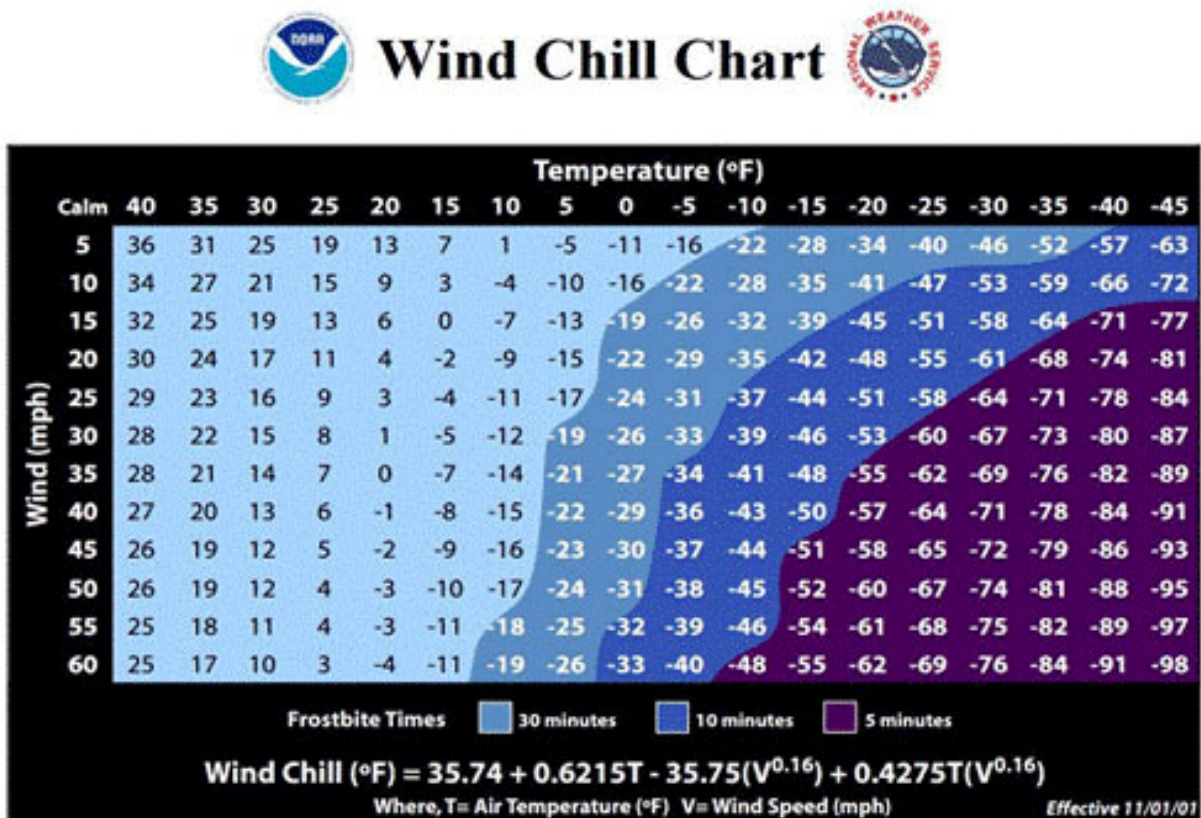 NOAA
Wind Chill Chart
NATIONAL WEATHER SERVICE
Temperature (ºF)
Calm 40 35 30 25 20 15 10 5 0 -5 -10 -15 -20 -25 -30 -35 -40 -45
Wind (mph)
5 36 31 25 19 13 7 1 -5 -11 -16 -22 -28 -34 -40 -46 -52 -57 -63
10 34 27 21 15 9 3 -4 -10 -16 -22 -28 -35 -41 -47 -53 -59 -66 -72
15 32 25 19 13 6 0 -7 -13 -19 -26 -32 -39 -45 -51 -58 -64 -71 -77
20 30 24 17 11 4 -2 -9 -15 -22 -29 -35 -42 -48 -55 -61 -68 -74 -81
25 29 23 16 9 3 -4 -11 -17 -24 -31 -37 -44 -51 -58 -64 -71 -78 -84
30 28 22 15 8 1 -5 -12 -19 -26 -33 -39 -46 -53 -60 -67 -73 -80 -87
35 28 21 14 7 0 -7 -14 -21 -27 -34 -41 -48 -55 -62 -69 -76 -82 -89
40 27 20 13 6 -1 -8 -15 -22 -29 -36 -43 -50 -57 -64 -71 -78 -84 -91
45 26 19 12 5 -2 -9 -16 -23 -30 -37 -44 -51 -58 -65 -72 -79 -86 -93
50 26 19 12 4 -3 -10 -17 -24 -31 -38 -45 -52 -60 -67 -74 -81 -88 -95
55 25 18 11 4 -3 -11 -18 -25 -32 -39 -46 -54 -61 -68 -75 -82 -89 -97
60 25 17 10 3 -4 -11 -19 -26 -33 -40 -48 -55 -62 -69 -76 -84 -91 -98
Frostbite Times 30 minutes 10 minutes 5 minutes
Wind Chill (ºF) = 35.74 + 0.6215T - 35.75(V^0.16) + 0.4275T(V^0.16)
Where, T= Air Temperature (ºF) V= Wind Speed (mph) Effective 11/01/01